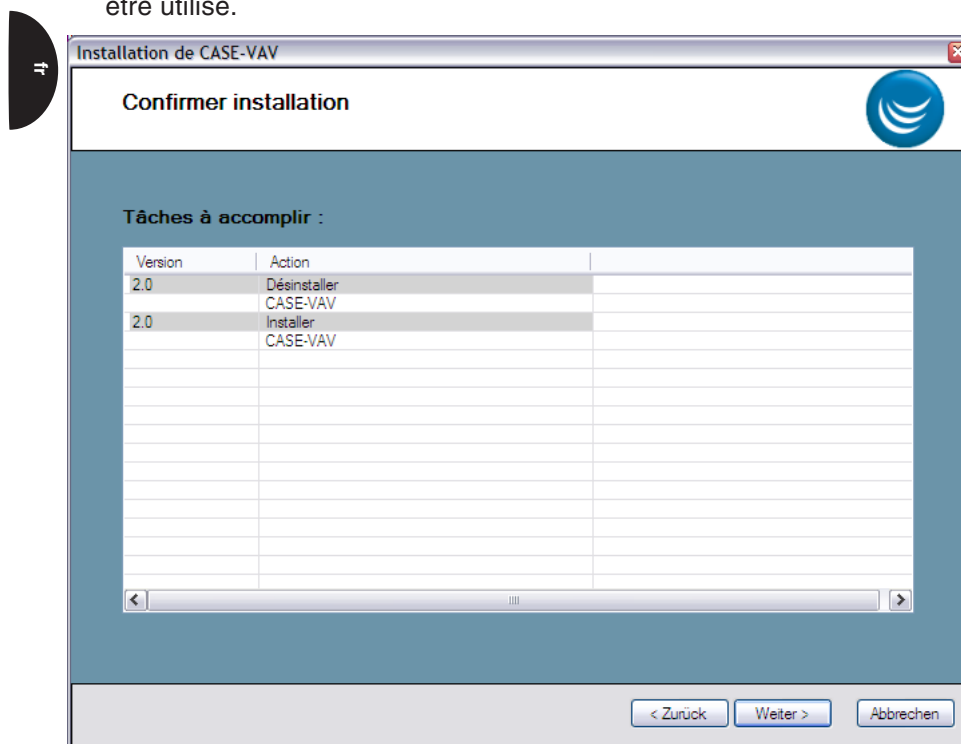 être utilisé.
fr
Installation de CASE-VAV
Confirmer installation
Tâches à accomplir :
Version Action
2.0 Désinstaller
CASE-VAV
2.0 Installer
CASE-VAV
< Zurück Weiter > Abbrechen